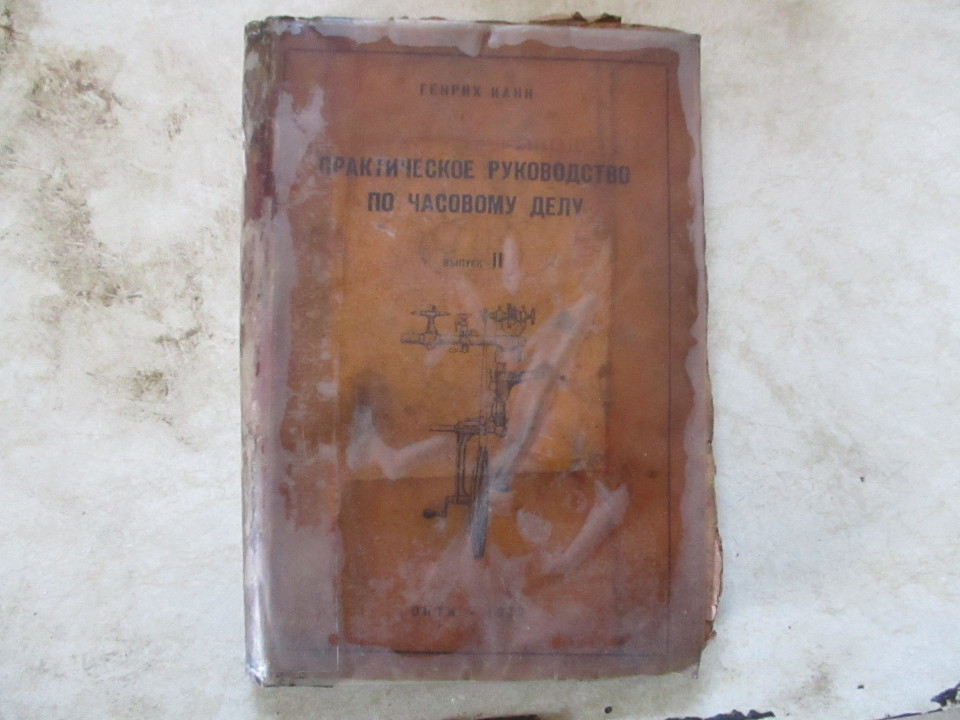 ГЕНРИХ КАНН
ПРАКТИЧЕСКОЕ РУКОВОДСТВО
ПО ЧАСОВОМУ ДЕЛУ
ВЫПУСК II
ОНТИ –